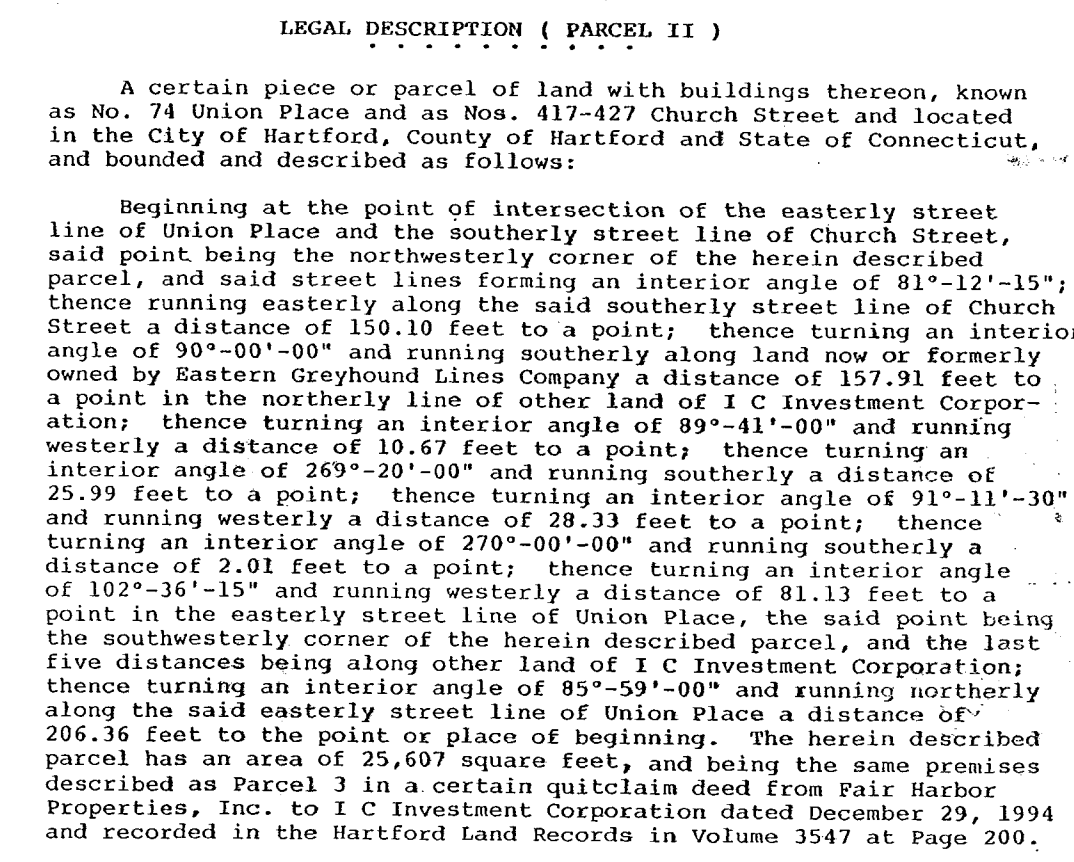 LEGAL DESCRIPTION ( PARCEL II )
A certain piece or parcel of land with buildings thereon, known
as No. 74 Union Place and as Nos. 417-427 Church Street and located
in the City of Hartford, County of Hartford and State of Connecticut,
and bounded and described as follows:
Beginning at the point of intersection of the easterly street
line of Union Place and the southerly street line of Church Street,
said point being the northwesterly corner of the herein described
parcel, and said street lines forming an interior angle of 81°-12'-15";
thence running easterly along the said southerly street line of Church
Street a distance of 150.10 feet to a point; thence turning an interior
angle of 90°-00'-00" and running southerly along land now or formerly
owned by Eastern Greyhound Lines Company a distance of 157.91 feet to
a point in the northerly line of other land of I C Investment Corpor-
ation; thence turning an interior angle of 89°-41'-00" and running
westerly a distance of 10.67 feet to a point; thence turning an
interior angle of 269°-20'-00" and running southerly a distance of
25.99 feet to a point; thence turning an interior angle of 91°-11'-30"
and running westerly a distance of 28.33 feet to a point; thence
turning an interior angle of 270°-00'-00" and running southerly a
distance of 2.01 feet to a point; thence turning an interior angle
of 102°-36'-15" and running westerly a distance of 81.13 feet to a
point in the easterly street line of Union Place, the said point being
the southwesterly corner of the herein described parcel, and the last
five distances being along other land of I C Investment Corporation;
thence turning an interior angle of 85°-59'-00" and running northerly
along the said easterly street line of Union Place a distance of
206.36 feet to the point or place of beginning. The herein described
parcel has an area of 25,607 square feet, and being the same premises
described as Parcel 3 in a certain quitclaim deed from Fair Harbor
Properties, Inc. to I C Investment Corporation dated December 29, 1994
and recorded in the Hartford Land Records in Volume 3547 at Page 200.